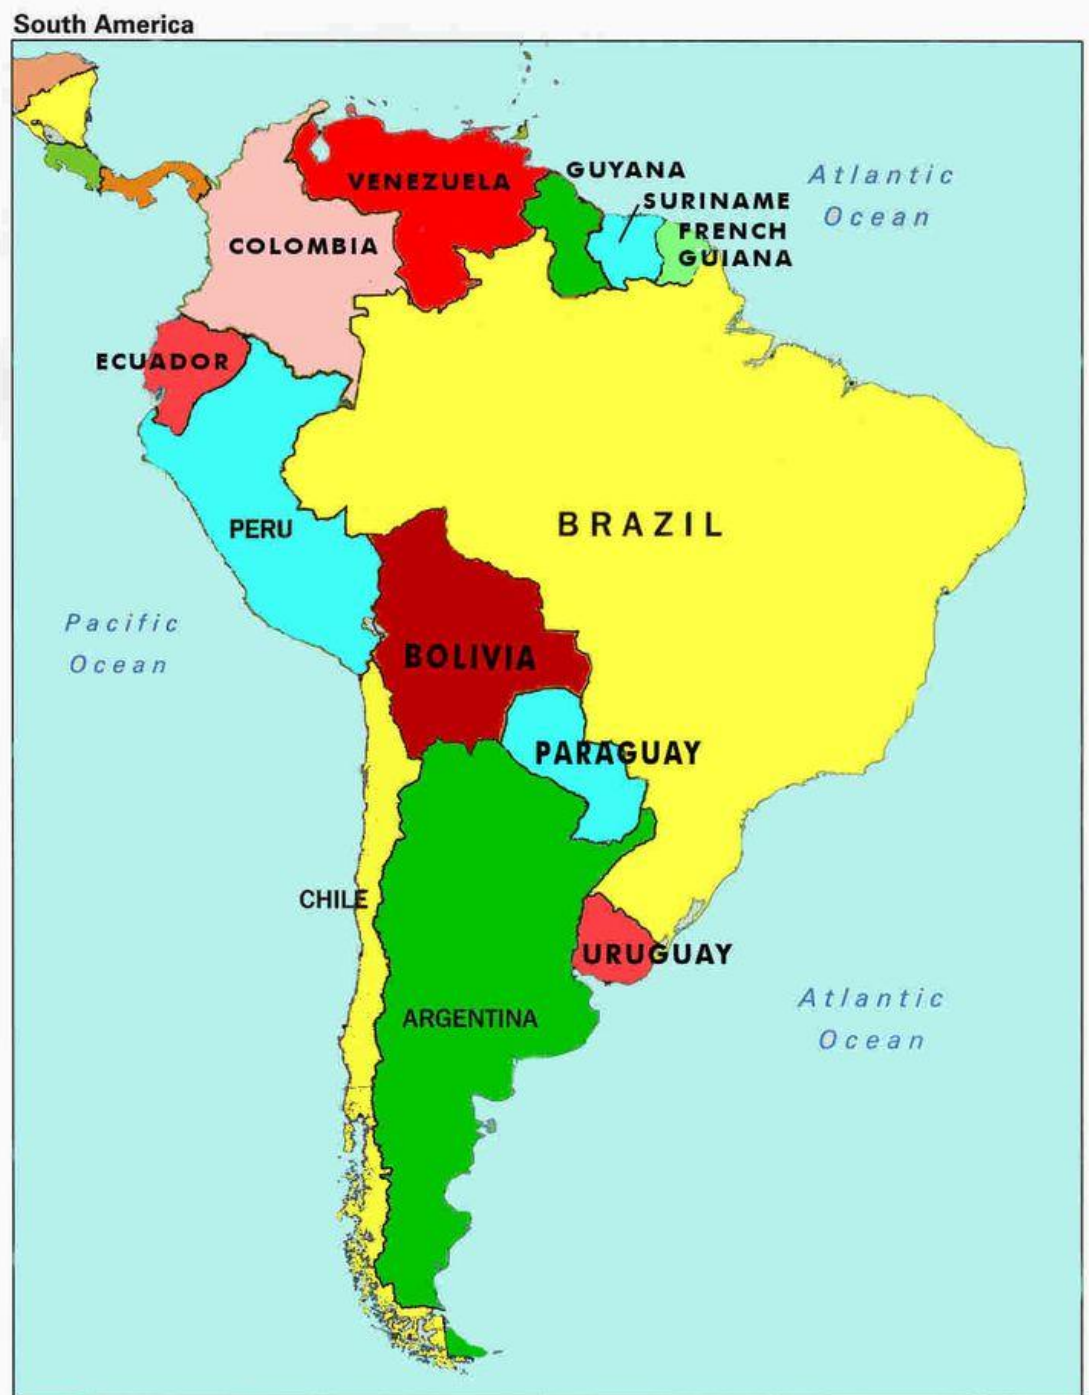 South America
VENEZUELA
GUYANA
SURINAME
FRENCH
GUIANA
Atlantic
Ocean
COLOMBIA
ECUADOR
PERU
BRAZIL
Pacific
Ocean
BOLIVIA
PARAGUAY
CHILE
URUGUAY
ARGENTINA
Atlantic
Ocean